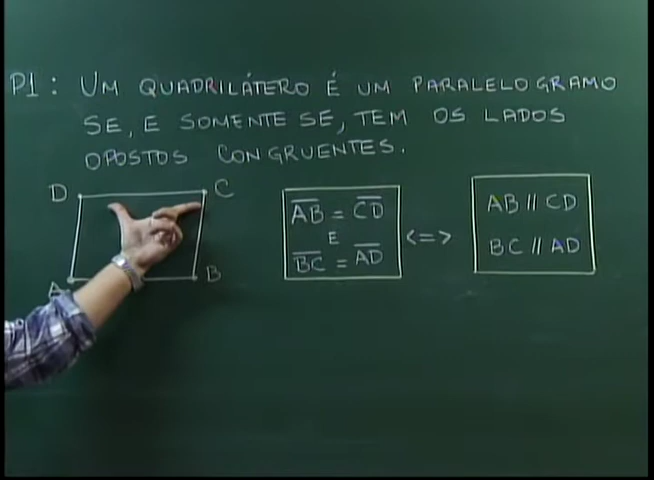 P1: UM QUADRILÁTERO É UM PARALELOGRAMO
SE, E SOMENTE SE, TEM OS LADOS
OPOSTOS CONGRUENTES.
D C
A B
AB = CD
E
BC = AD
<=>
AB // CD
BC // AD